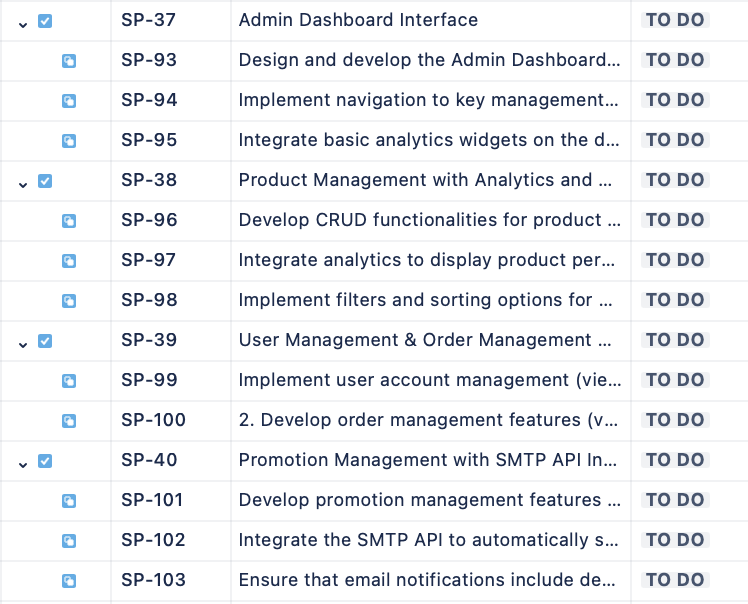 SP-37 Admin Dashboard Interface TO DO
SP-93 Design and develop the Admin Dashboard... TO DO
SP-94 Implement navigation to key management... TO DO
SP-95 Integrate basic analytics widgets on the d... TO DO
SP-38 Product Management with Analytics and ... TO DO
SP-96 Develop CRUD functionalities for product ... TO DO
SP-97 Integrate analytics to display product per... TO DO
SP-98 Implement filters and sorting options for ... TO DO
SP-39 User Management & Order Management ... TO DO
SP-99 Implement user account management (vie... TO DO
SP-100 2. Develop order management features (v... TO DO
SP-40 Promotion Management with SMTP API In... TO DO
SP-101 Develop promotion management features ... TO DO
SP-102 Integrate the SMTP API to automatically s... TO DO
SP-103 Ensure that email notifications include de... TO DO